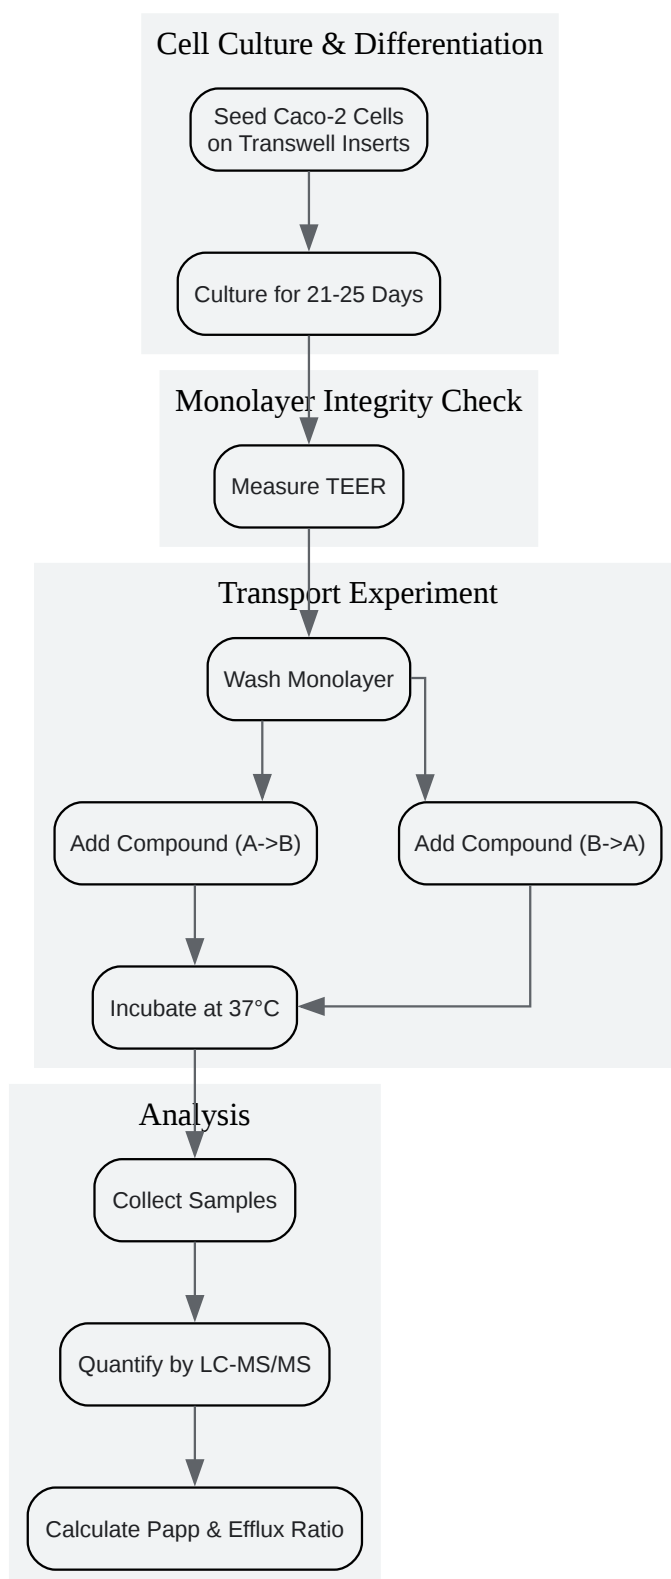 Cell Culture & Differentiation
Seed Caco-2 Cells
on Transwell Inserts
Culture for 21-25 Days
Monolayer Integrity Check
Measure TEER
Transport Experiment
Wash Monolayer
Add Compound (A->B)
Add Compound (B->A)
Incubate at 37°C
Analysis
Collect Samples
Quantify by LC-MS/MS
Calculate Papp & Efflux Ratio